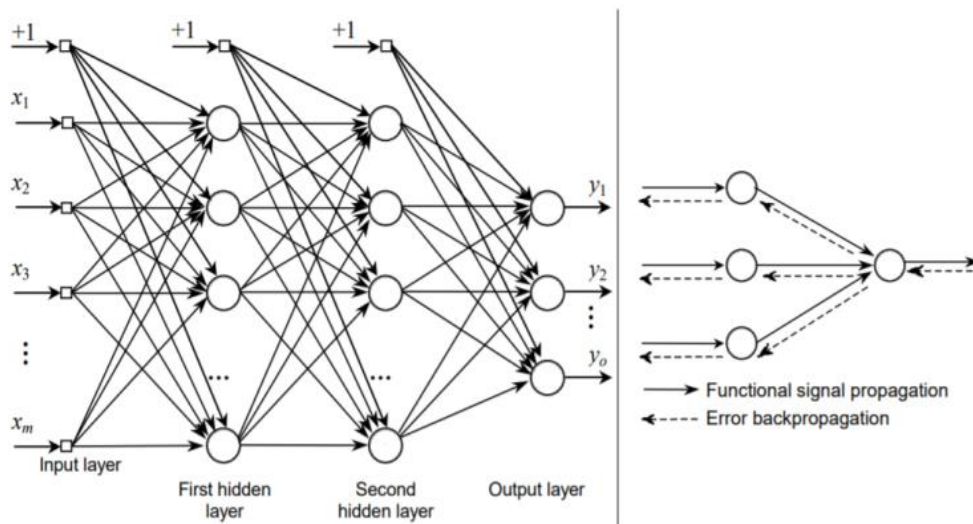 +1
+1
+1
x1
x2
x3
⋮
xm
...
...
y1
y2
⋮
yo
Input layer
First hidden
layer
Second
hidden layer
Output layer
Functional signal propagation
Error backpropagation